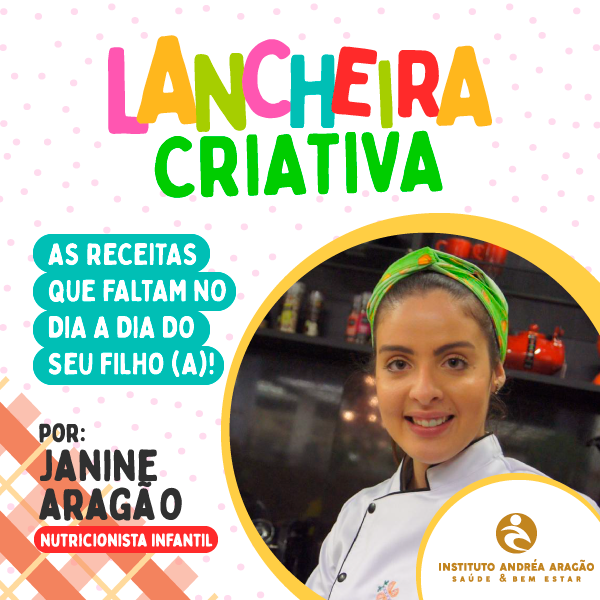 LANCHEIRA
CRIATIVA
AS RECEITAS
QUE FALTAM NO
DIA A DIA DO
SEU FILHO (A)!
POR:
JANINE
ARAGÃO
NUTRICIONISTA INFANTIL
INSTITUTO ANDRÉA ARAGÃO
SAÚDE & BEM ESTAR